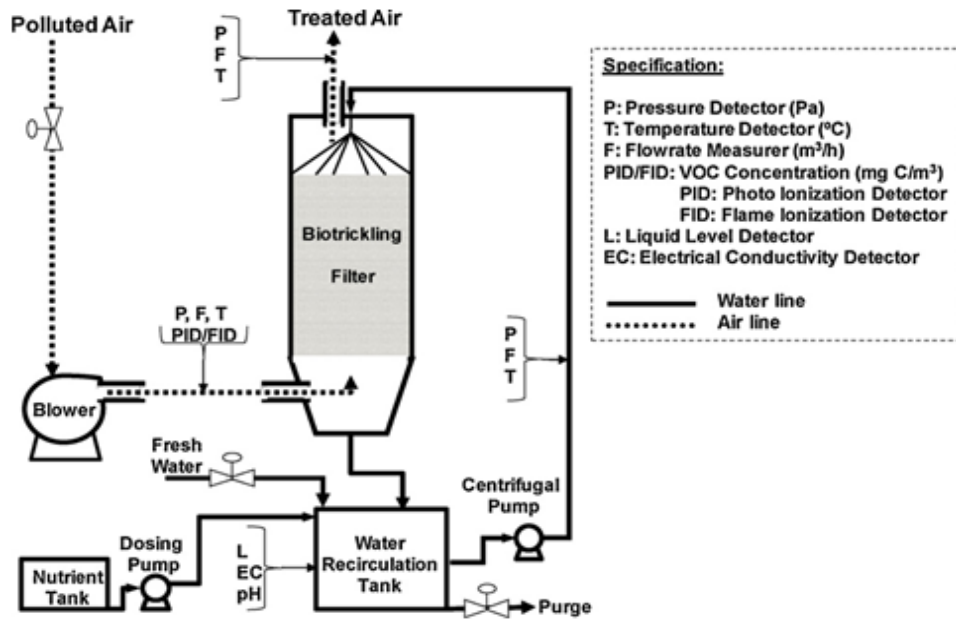 Polluted Air
Treated Air
P
F
T
Specification:
P: Pressure Detector (Pa)
T: Temperature Detector (ºC)
F: Flowrate Measurer (m³/h)
PID/FID: VOC Concentration (mg C/m³)
PID: Photo Ionization Detector
FID: Flame Ionization Detector
L: Liquid Level Detector
EC: Electrical Conductivity Detector
Water line
Air line
Biotrickling
Filter
P, F, T
PID/FID
P
F
T
Blower
Fresh
Water
Centrifugal
Pump
Dosing
Pump
Nutrient
Tank
L
EC
pH
Water
Recirculation
Tank
Purge